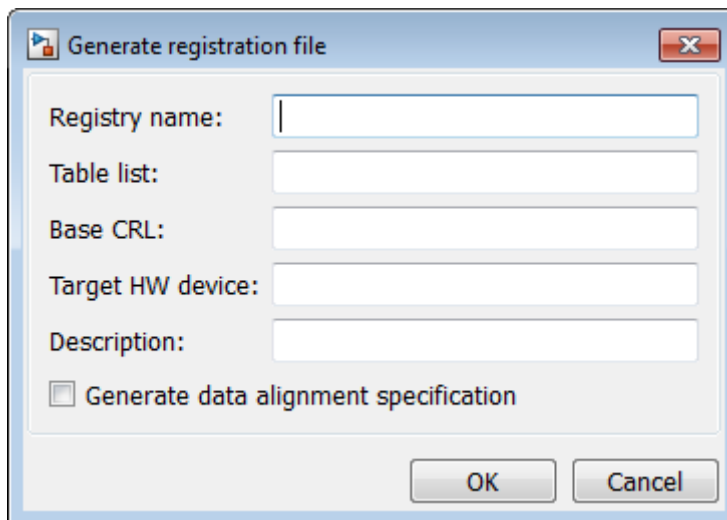 Generate registration file
Registry name:
Table list:
Base CRL:
Target HW device:
Description:
Generate data alignment specification
OK Cancel